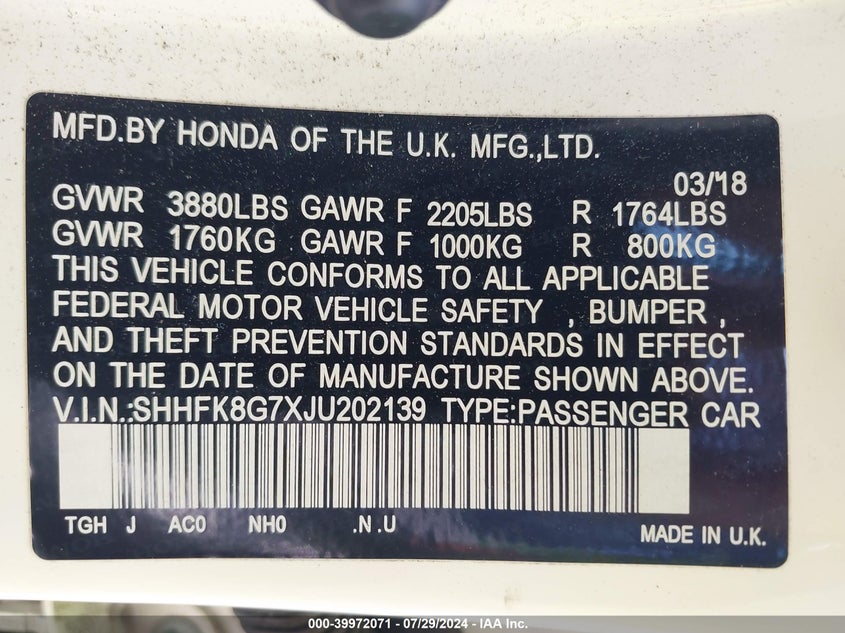 MFD.BY HONDA OF THE U.K. MFG.,LTD.
03/18
GVWR 3880LBS GAWR F 2205LBS R 1764LBS
GVWR 1760KG GAWR F 1000KG R 800KG
THIS VEHICLE CONFORMS TO ALL APPLICABLE
FEDERAL MOTOR VEHICLE SAFETY , BUMPER ,
AND THEFT PREVENTION STANDARDS IN EFFECT
ON THE DATE OF MANUFACTURE SHOWN ABOVE.
V.I.N.:SHHFK8G7XJU202139 TYPE:PASSENGER CAR
TGH J AC0 NH0 .N .U MADE IN U.K.
000-39972071 - 07/29/2024 - IAA Inc.